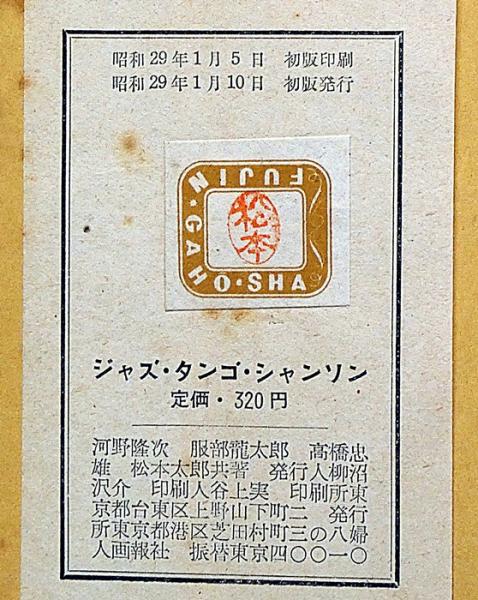 昭和29年1月5日 初版印刷
昭和29年1月10日 初版発行
FUJIN・GAHO・SHA
松本
ジャズ・タンゴ・シャンソン
定価・320円
河野隆次 服部龍太郎 高橋忠
雄 松本太郎共著 発行人柳沼
沢介 印刷人谷上実 印刷所東
京都台東区上野山下町二 発行
所東京都港区芝田村町三の八婦
人画報社 振替東京四〇〇一〇